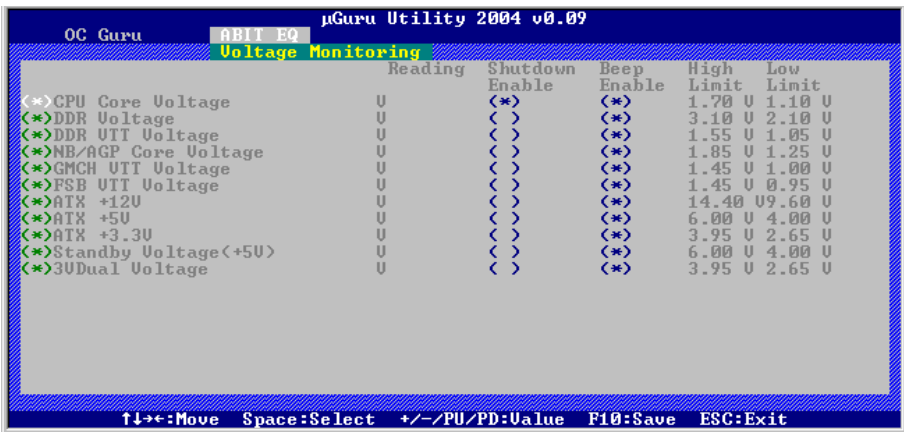 µGuru Utility 2004 v0.09
OC Guru ABIT EQ
Voltage Monitoring
Reading Shutdown Beep High Low
Enable Enable Limit Limit
(*)CPU Core Voltage V (*) (*) 1.70 V 1.10 V
(*)DDR Voltage V ( ) (*) 3.10 V 2.10 V
(*)DDR VTT Voltage V ( ) (*) 1.55 V 1.05 V
(*)NB/AGP Core Voltage V ( ) (*) 1.85 V 1.25 V
(*)GMCH VTT Voltage V ( ) (*) 1.45 V 1.00 V
(*)FSB VTT Voltage V ( ) (*) 1.45 V 0.95 V
(*)ATX +12V V ( ) (*) 14.40 V9.60 V
(*)ATX +5V V ( ) (*) 6.00 V 4.00 V
(*)ATX +3.3V V ( ) (*) 3.95 V 2.65 V
(*)Standby Voltage(+5V) V ( ) (*) 6.00 V 4.00 V
(*)3VDual Voltage V ( ) (*) 3.95 V 2.65 V
↑↓→←:Move Space:Select +/-/PU/PD:Value F10:Save ESC:Exit